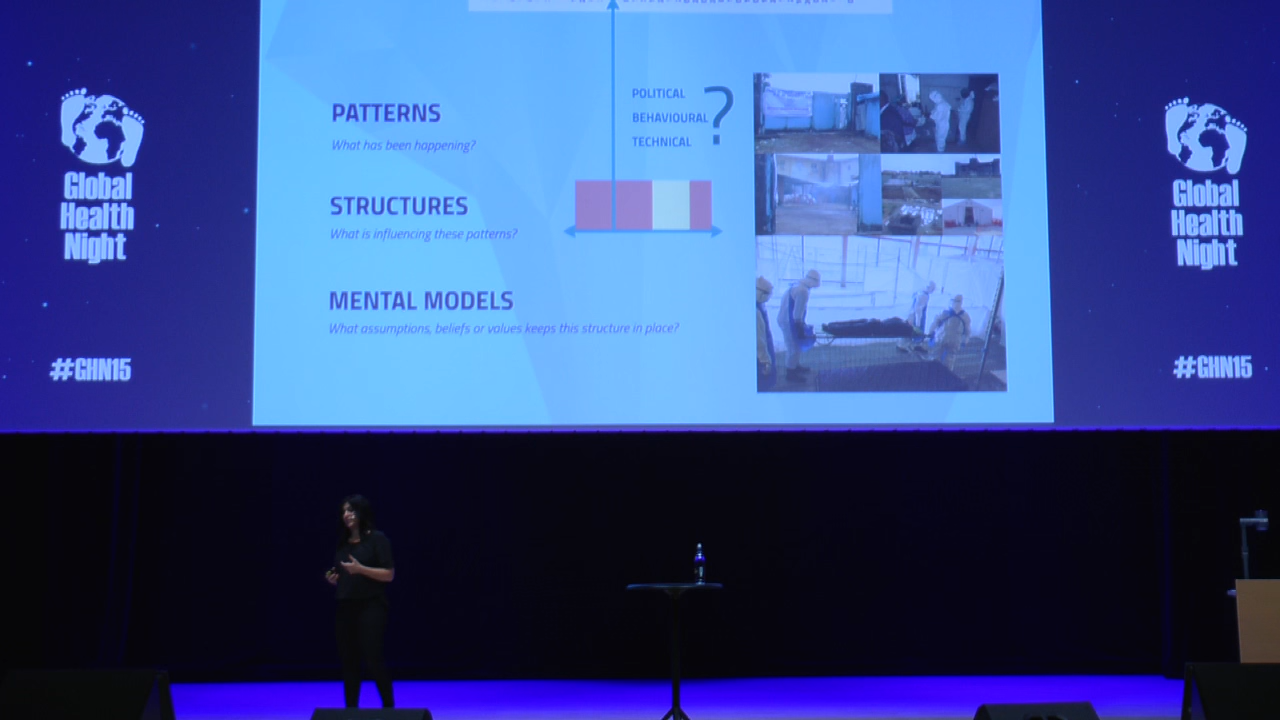 Global
Health
Night
#GHN15
PATTERNS
What has been happening?
STRUCTURES
What is influencing these patterns?
MENTAL MODELS
What assumptions, beliefs or values keeps this structure in place?
POLITICAL
BEHAVIOURAL
TECHNICAL
?
Global
Health
Night
#GHN15